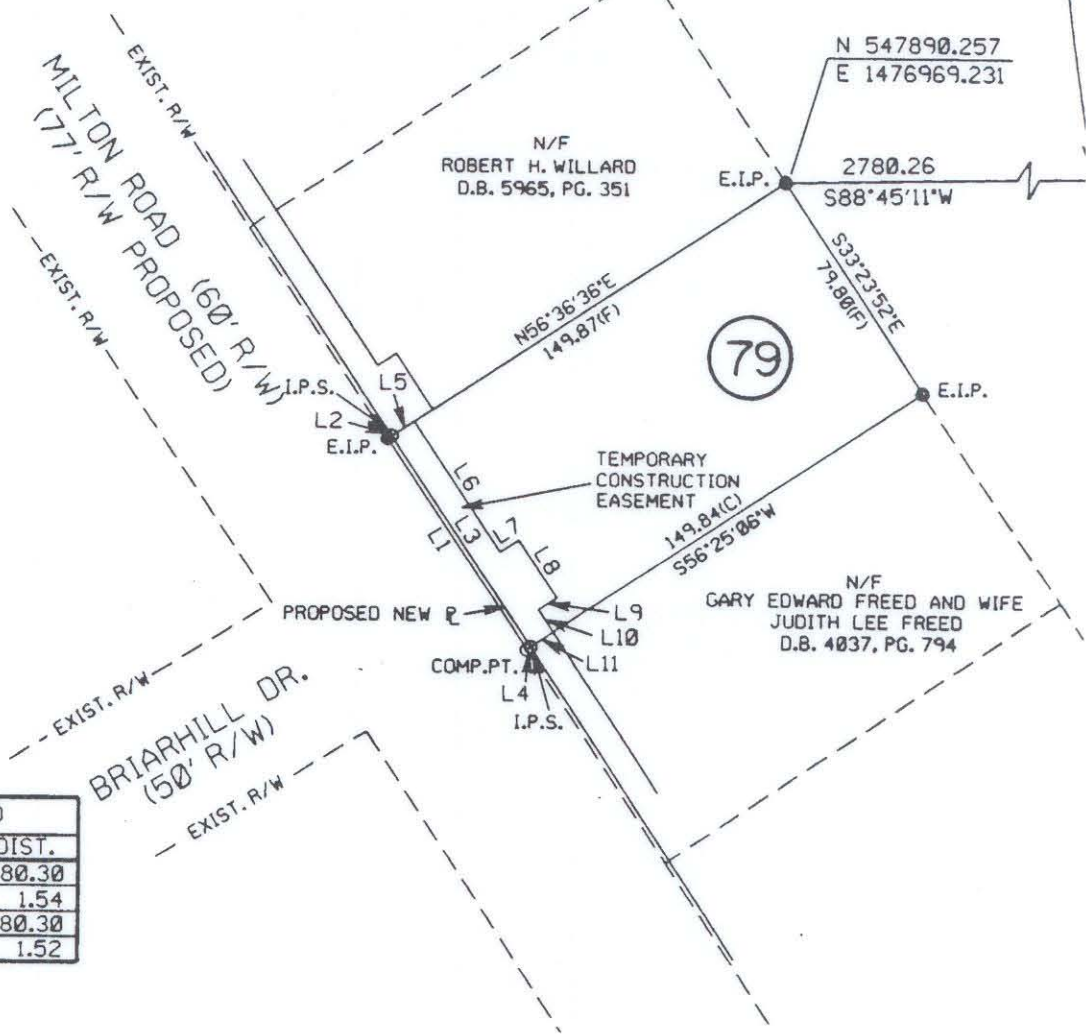 N 547890.257
E 1476969.231
EXIST. R/W
MILTON ROAD (60' R/W)
(77' R/W PROPOSED)
N/F
ROBERT H. WILLARD
D.B. 5965, PG. 351
E.I.P.
2780.26
S88°45'11"W
EXIST. R/W
S33°23'52"E
79.80(F)
N56°36'36"E
149.87(F)
79
I.P.S.
L5
L2
E.I.P.
E.I.P.
TEMPORARY
CONSTRUCTION
EASEMENT
L6
L3
L1
L7
L8
149.84(C)
S56°25'06"W
N/F
GARY EDWARD FREED AND WIFE
JUDITH LEE FREED
D.B. 4037, PG. 794
PROPOSED NEW PL
L9
L10
L11
COMP.PT.
L4
I.P.S.
EXIST. R/W
BRIARHILL DR.
(50' R/W)
EXIST. R/W
DIST.
80.30
1.54
80.30
1.52